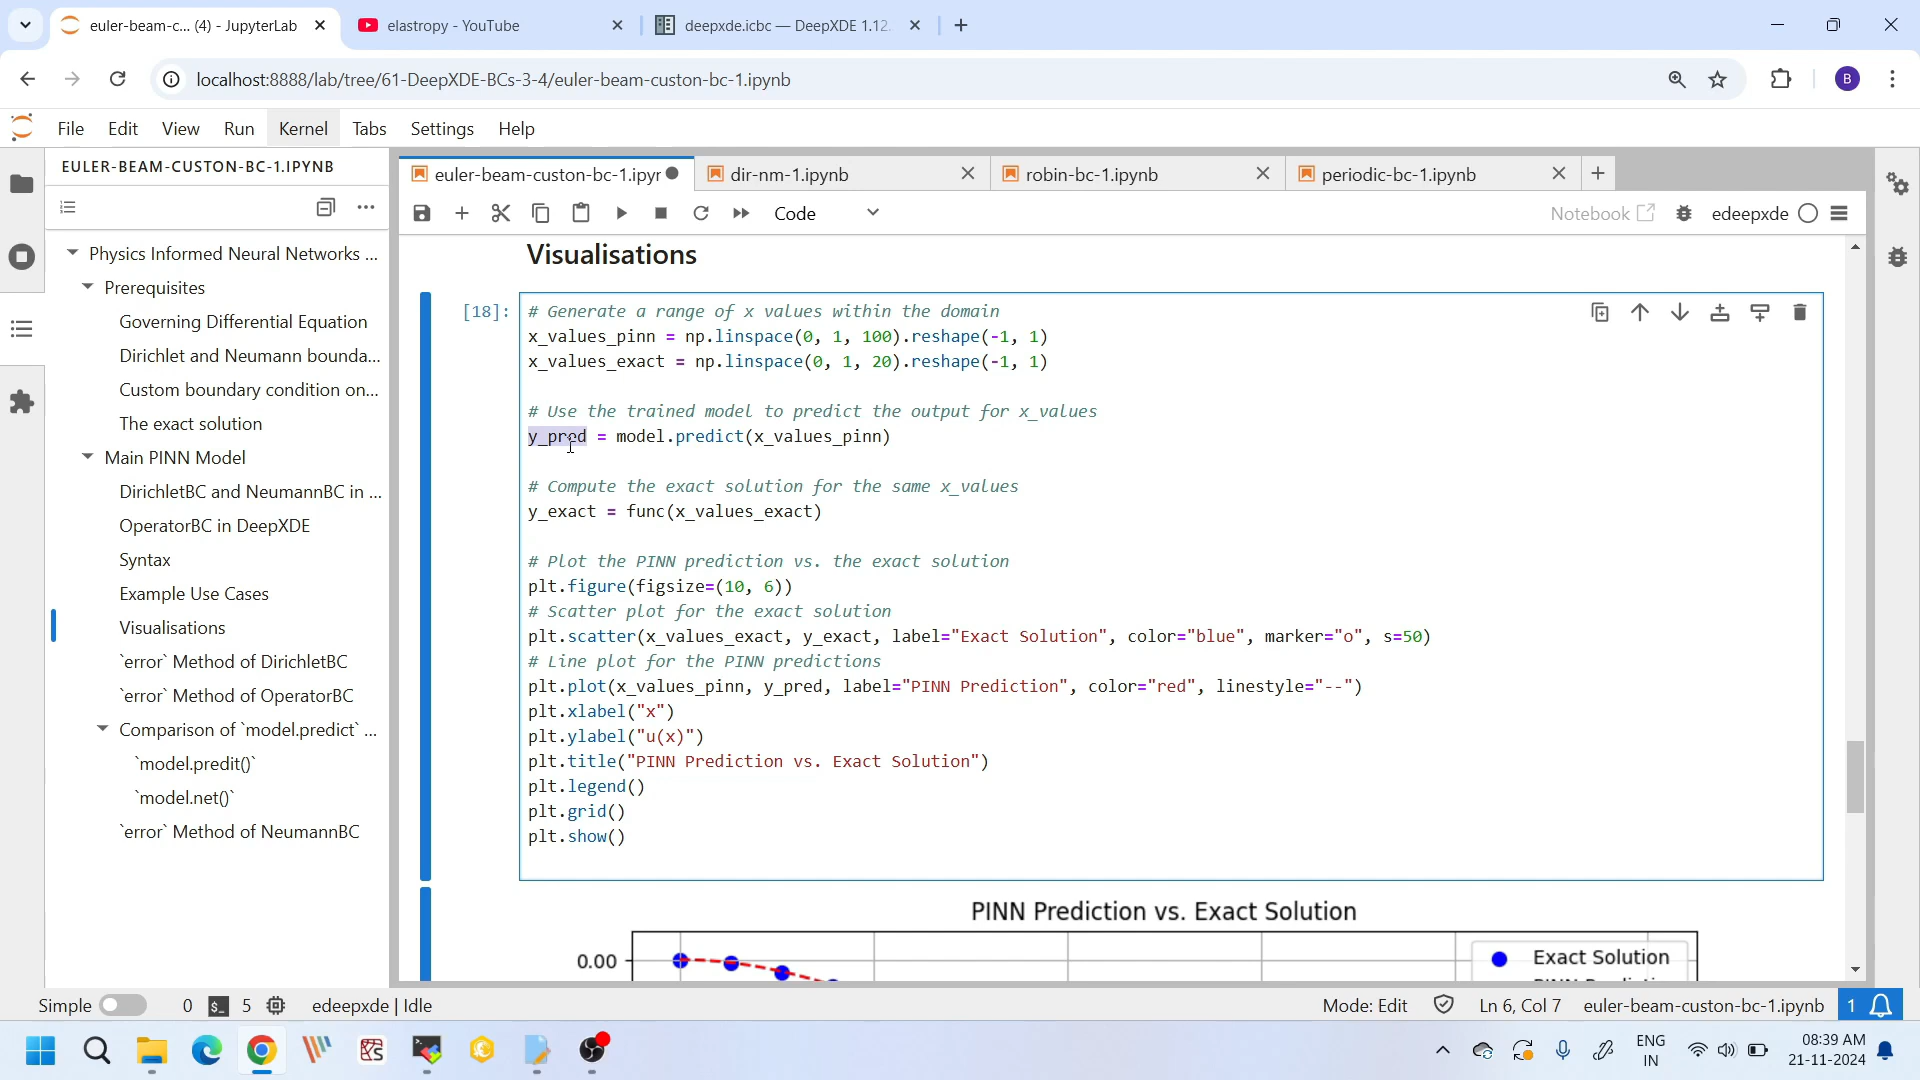 euler-beam-c... (4) - JupyterLab
elastropy - YouTube
deepxde.icbc — DeepXDE 1.12.
localhost:8888/lab/tree/61-DeepXDE-BCs-3-4/euler-beam-custon-bc-1.ipynb
B
File Edit View Run Kernel Tabs Settings Help
EULER-BEAM-CUSTON-BC-1.IPYNB
euler-beam-custon-bc-1.ipyr
dir-nm-1.ipynb
robin-bc-1.ipynb
periodic-bc-1.ipynb
Code
Notebook
edeepxde
Physics Informed Neural Networks ...
Prerequisites
Governing Differential Equation
Dirichlet and Neumann bounda...
Custom boundary condition on...
The exact solution
Main PINN Model
DirichletBC and NeumannBC in ...
OperatorBC in DeepXDE
Syntax
Example Use Cases
Visualisations
`error` Method of DirichletBC
`error` Method of OperatorBC
Comparison of `model.predict` ...
`model.predit()`
`model.net()`
`error` Method of NeumannBC
Visualisations
[18]:
# Generate a range of x values within the domain
x_values_pinn = np.linspace(0, 1, 100).reshape(-1, 1)
x_values_exact = np.linspace(0, 1, 20).reshape(-1, 1)
# Use the trained model to predict the output for x_values
y_pred = model.predict(x_values_pinn)
# Compute the exact solution for the same x_values
y_exact = func(x_values_exact)
# Plot the PINN prediction vs. the exact solution
plt.figure(figsize=(10, 6))
# Scatter plot for the exact solution
plt.scatter(x_values_exact, y_exact, label="Exact Solution", color="blue", marker="o", s=50)
# Line plot for the PINN predictions
plt.plot(x_values_pinn, y_pred, label="PINN Prediction", color="red", linestyle="--")
plt.xlabel("x")
plt.ylabel("u(x)")
plt.title("PINN Prediction vs. Exact Solution")
plt.legend()
plt.grid()
plt.show()
PINN Prediction vs. Exact Solution
0.00
Exact Solution
Simple 0 5 edeepxde | Idle
Mode: Edit Ln 6, Col 7 euler-beam-custon-bc-1.ipynb 1
ENG
IN
08:39 AM
21-11-2024